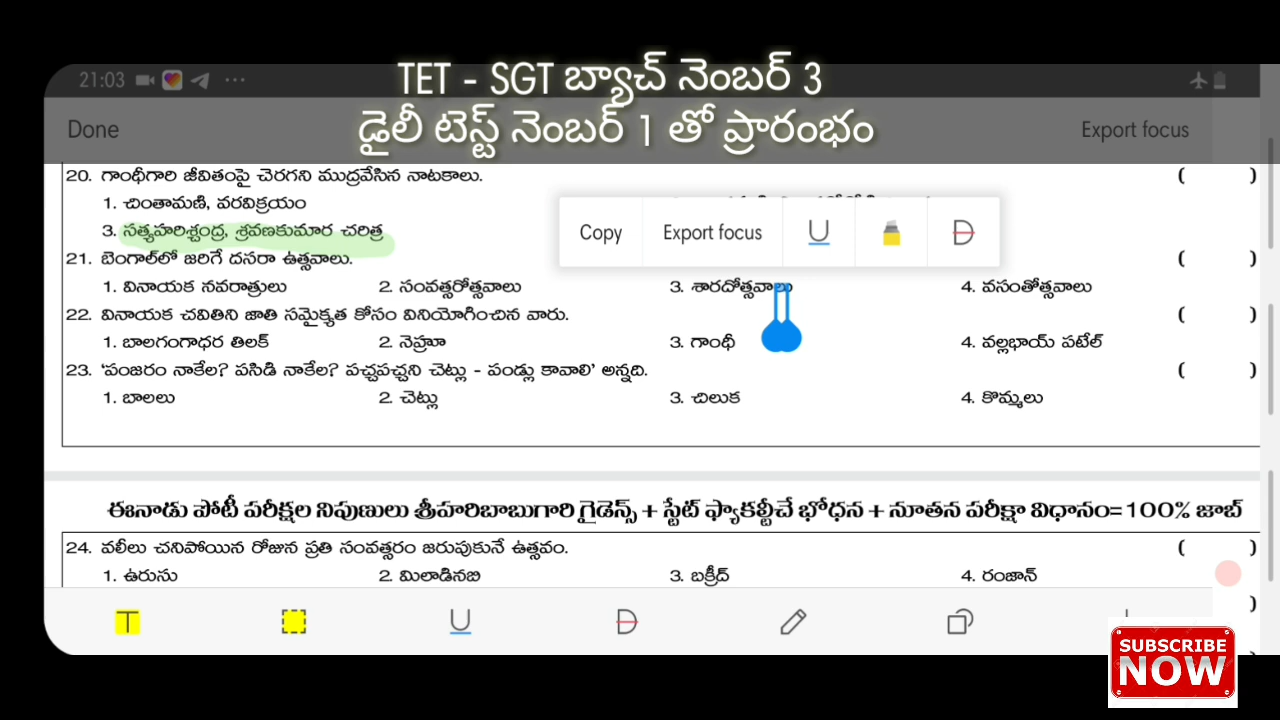 TET - SGT బ్యాచ్ నెంబర్ 3
డైలీ టెస్ట్ నెంబర్ 1 తో ప్రారంభం
21:03
Done
Export focus
20. గాంధీగారి జీవితంపై చెరగని ముద్రవేసిన నాటకాలు. ( )
1. చింతామణి, వరవిక్రయం
3. సత్యహరిశ్చంద్ర, శ్రవణకుమార చరిత్ర
Copy Export focus
21. బెంగాల్‌లో జరిగే దసరా ఉత్సవాలు. ( )
1. వినాయక నవరాత్రులు 2. సంవత్సరోత్సవాలు 3. శారదోత్సవాలు 4. వసంతోత్సవాలు
22. వినాయక చవితిని జాతి సమైక్యత కోసం వినియోగించిన వారు. ( )
1. బాలగంగాధర తిలక్ 2. నెహ్రూ 3. గాంధీ 4. వల్లభాయ్ పటేల్
23. ‘పంజరం నాకేల? పసిడి నాకేల? పచ్చపచ్చని చెట్లు - పండ్లు కావాలి’ అన్నది. ( )
1. బాలలు 2. చెట్లు 3. చిలుక 4. కొమ్మలు
ఈనాడు పోటీ పరీక్షల నిపుణులు శ్రీహరిబాబుగారి గైడెన్స్ + స్టేట్ ఫ్యాకల్టీచే భోధన + నూతన పరీక్షా విధానం=100% జాబ్
24. వలీలు చనిపోయిన రోజున ప్రతి సంవత్సరం జరుపుకునే ఉత్సవం. ( )
1. ఉరుసు 2. మిలాడినబి 3. బక్రీద్ 4. రంజాన్
SUBSCRIBE
NOW